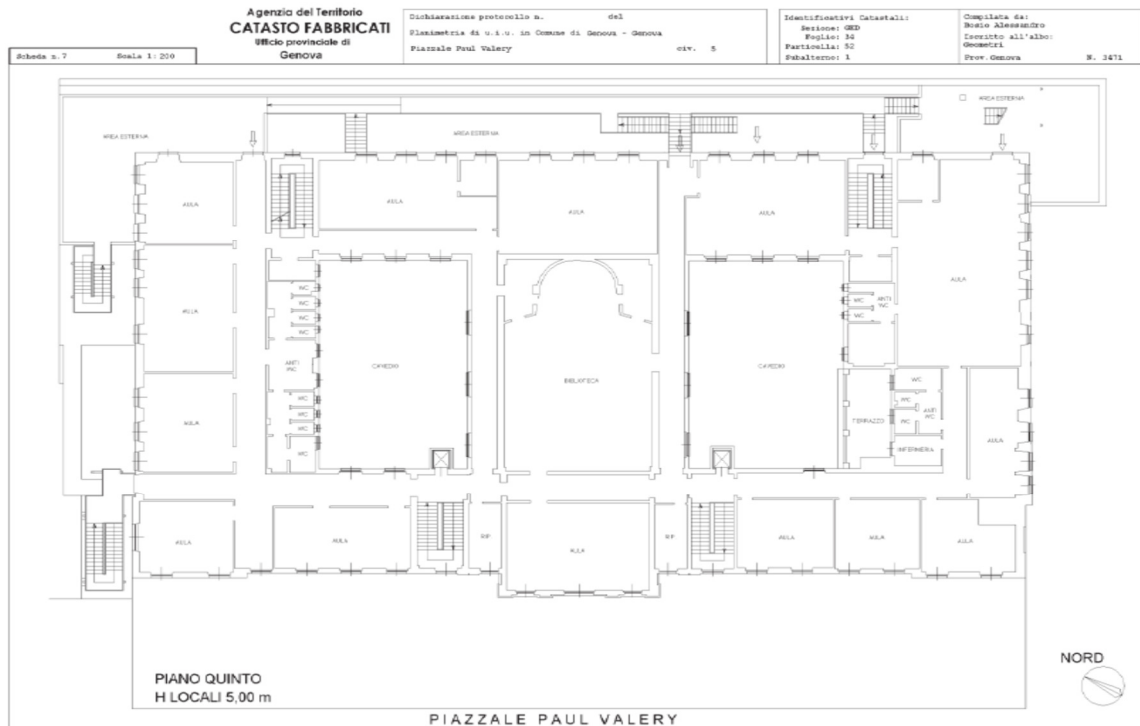 Agenzia del Territorio
CATASTO FABBRICATI
Ufficio provinciale di
Genova
Scheda n.7 Scala 1:200
Dichiarazione protocollo n. del
Planimetria di u.i.u. in Comune di Genova - Genova
Piazzale Paul Valery civ. 5
Identificativi Catastali:
Sezione: GED
Foglio: 34
Particella: 52
Subalterno: 1
Compilata da:
Bosio Alessandro
Iscritto all'albo:
Geometri
Prov. Genova N. 3471
AREA ESTERNA
AREA ESTERNA
AREA ESTERNA
AULA
AULA
AULA
AULA
AULA
AULA
WC
WC
WC
WC
ANTI
WC
WC
WC
WC
WC
CAVEDIO
BIBLIOTECA
CAVEDIO
WC
WC
WC
ANTI
WC
AULA
TERRAZZO
WC
WC
WC
ANTI
WC
INFERMERIA
AULA
AULA
AULA
RIP.
AULA
RIP.
AULA
AULA
AULA
PIANO QUINTO
H LOCALI 5,00 m
NORD
PIAZZALE PAUL VALERY